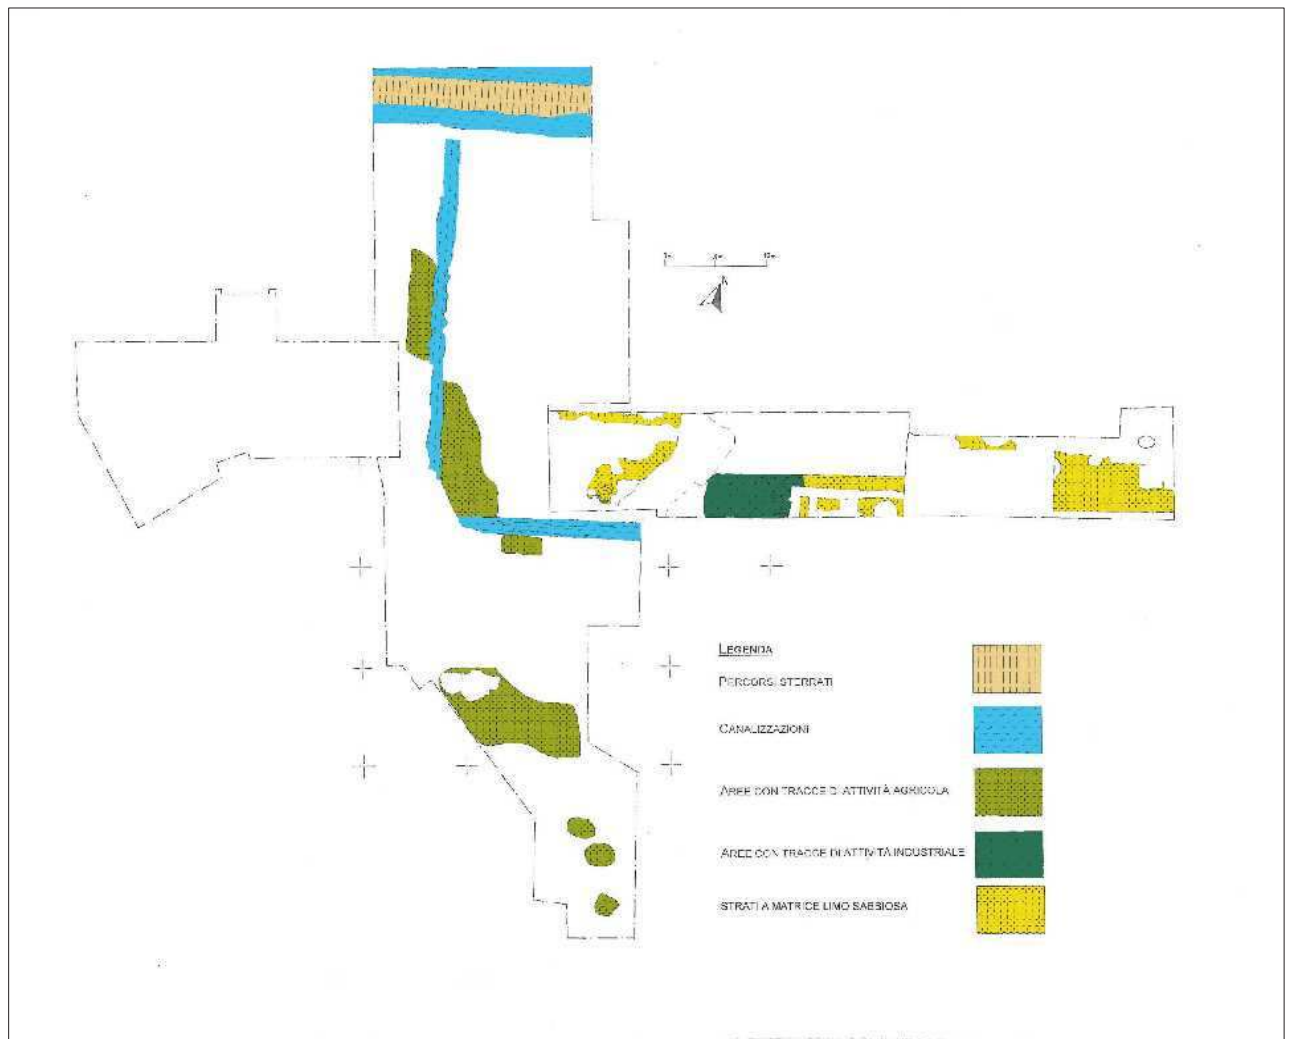 N
LEGENDA
PERCORSI STERRATI
CANALIZZAZIONI
AREE CON TRACCE DI ATTIVITÀ AGRICOLA
AREE CON TRACCE DI ATTIVITÀ INDUSTRIALE
STRATI A MATRICE LIMO SABBIOSA